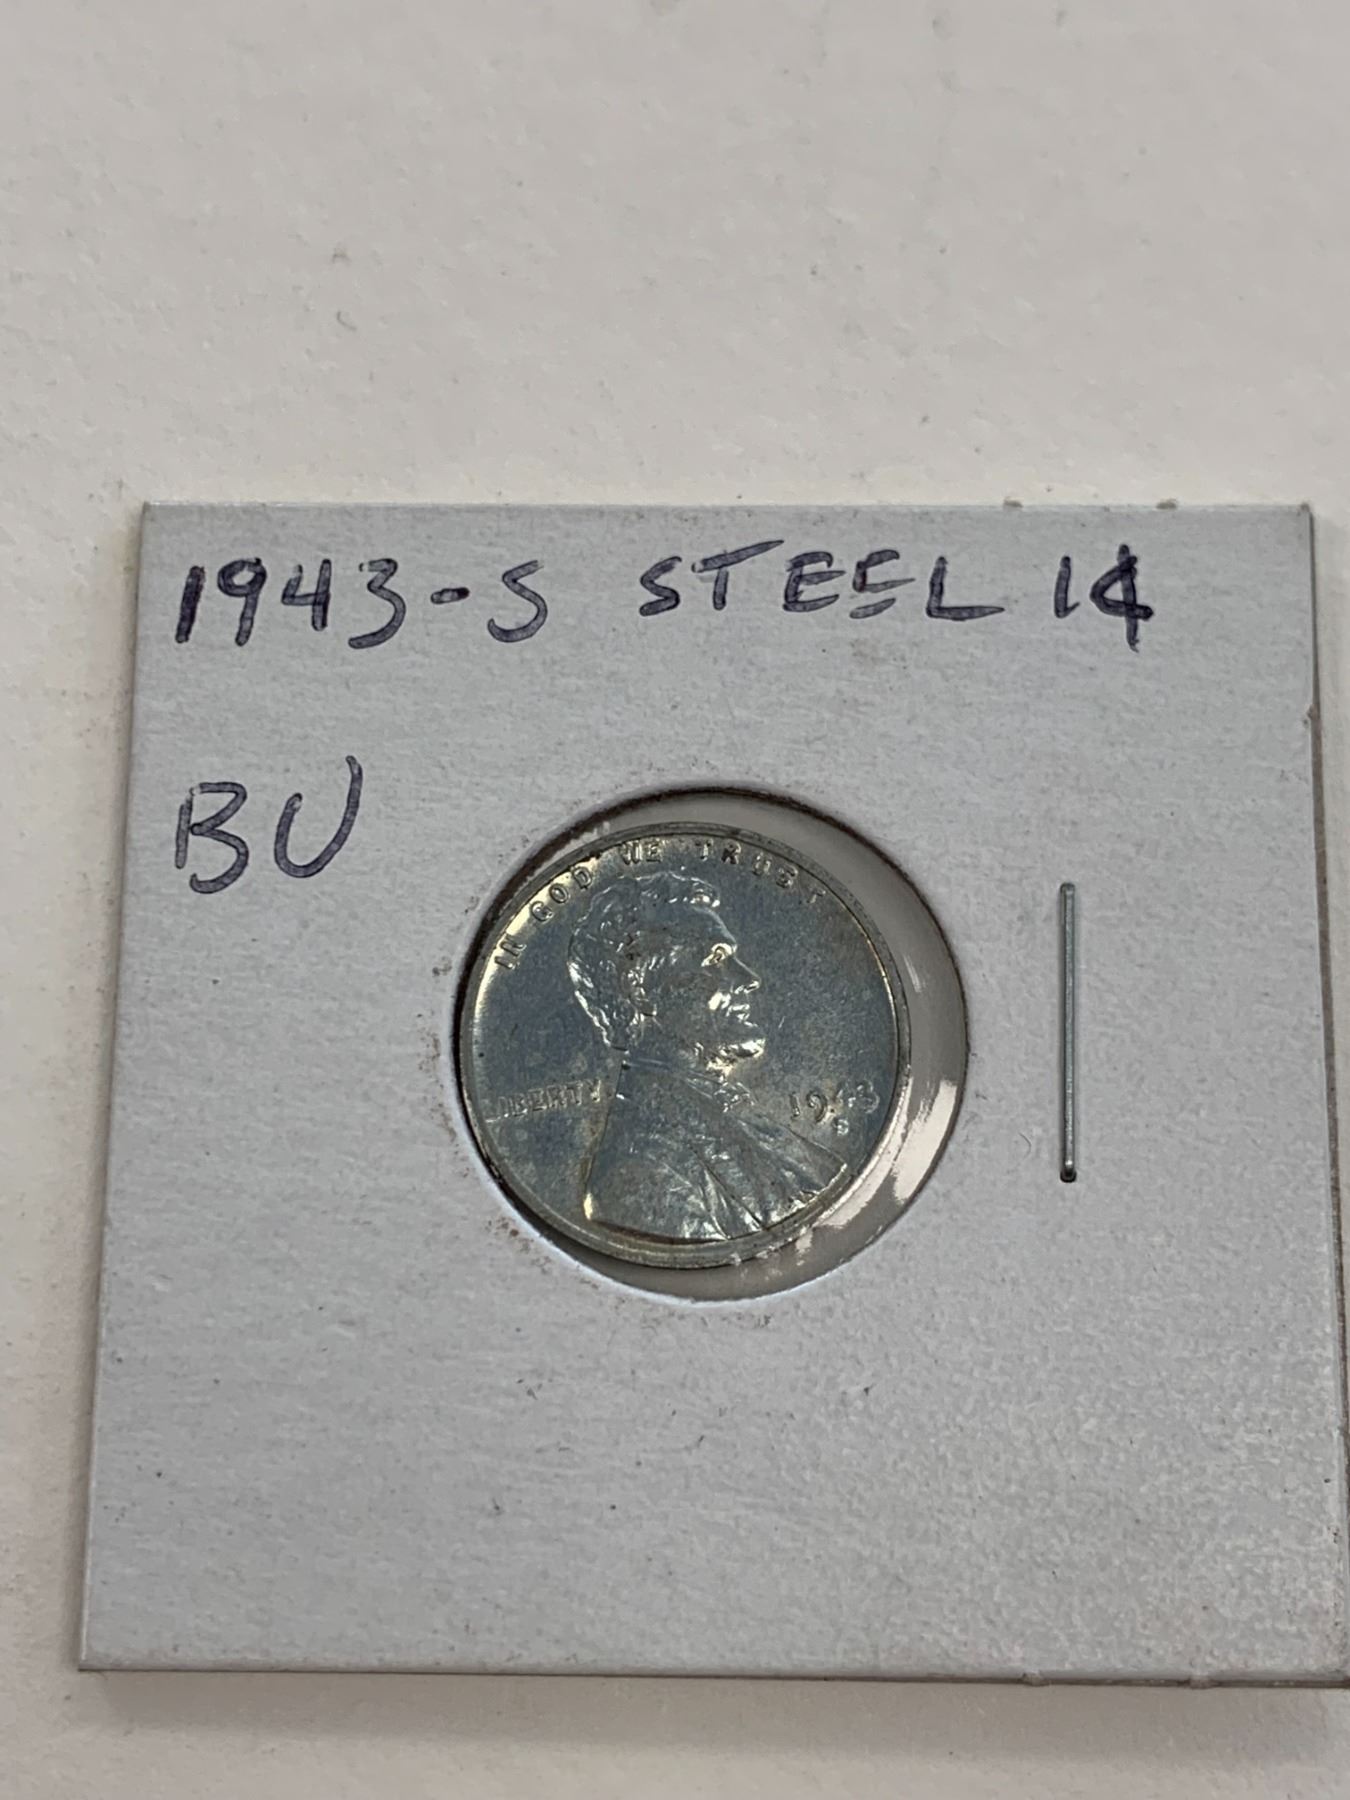 1943-S STEEL 1¢
BU
IN GOD WE TRUST
LIBERTY
1943
S